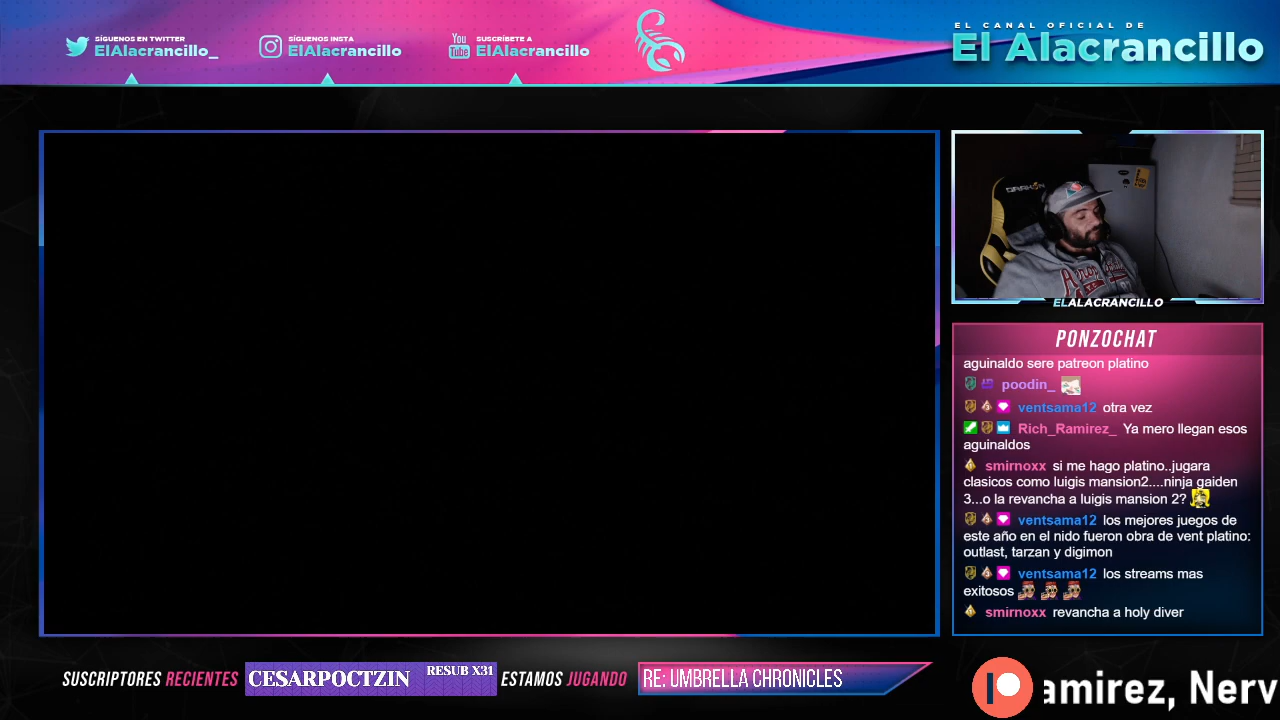 SÍGUENOS EN TWITTER
ElAlacrancillo_
SÍGUENOS INSTA
ElAlacrancillo
You Tube
SUSCRÍBETE A
ElAlacrancillo
EL CANAL OFICIAL DE
El Alacrancillo
ELALACRANCILLO
PONZOCHAT
aguinaldo sere patreon platino
poodin_
ventsama12 otra vez
Rich_Ramirez_ Ya mero llegan esos
aguinaldos
smirnoxx si me hago platino..jugara
clasicos como luigis mansion2....ninja gaiden
3...o la revancha a luigis mansion 2?
ventsama12 los mejores juegos de
este año en el nido fueron obra de vent platino:
outlast, tarzan y digimon
ventsama12 los streams mas
exitosos
smirnoxx revancha a holy diver
SUSCRIPTORES RECIENTES CESARPOCTZIN RESUB X31 ESTAMOS JUGANDO RE: UMBRELLA CHRONICLES
amirez, Nerv